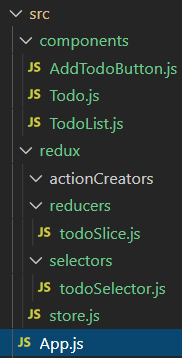 src
components
JS AddTodoButton.js
JS Todo.js
JS TodoList.js
redux
actionCreators
reducers
JS todoSlice.js
selectors
JS todoSelector.js
JS store.js
JS App.js